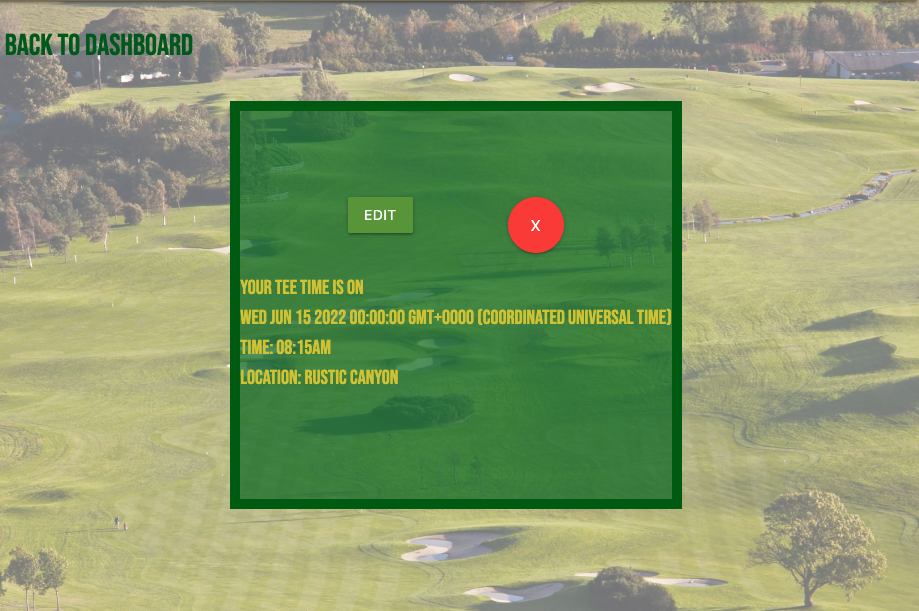 BACK TO DASHBOARD
EDIT
X
YOUR TEE TIME IS ON
WED JUN 15 2022 00:00:00 GMT+0000 (COORDINATED UNIVERSAL TIME)
TIME: 08:15AM
LOCATION: RUSTIC CANYON